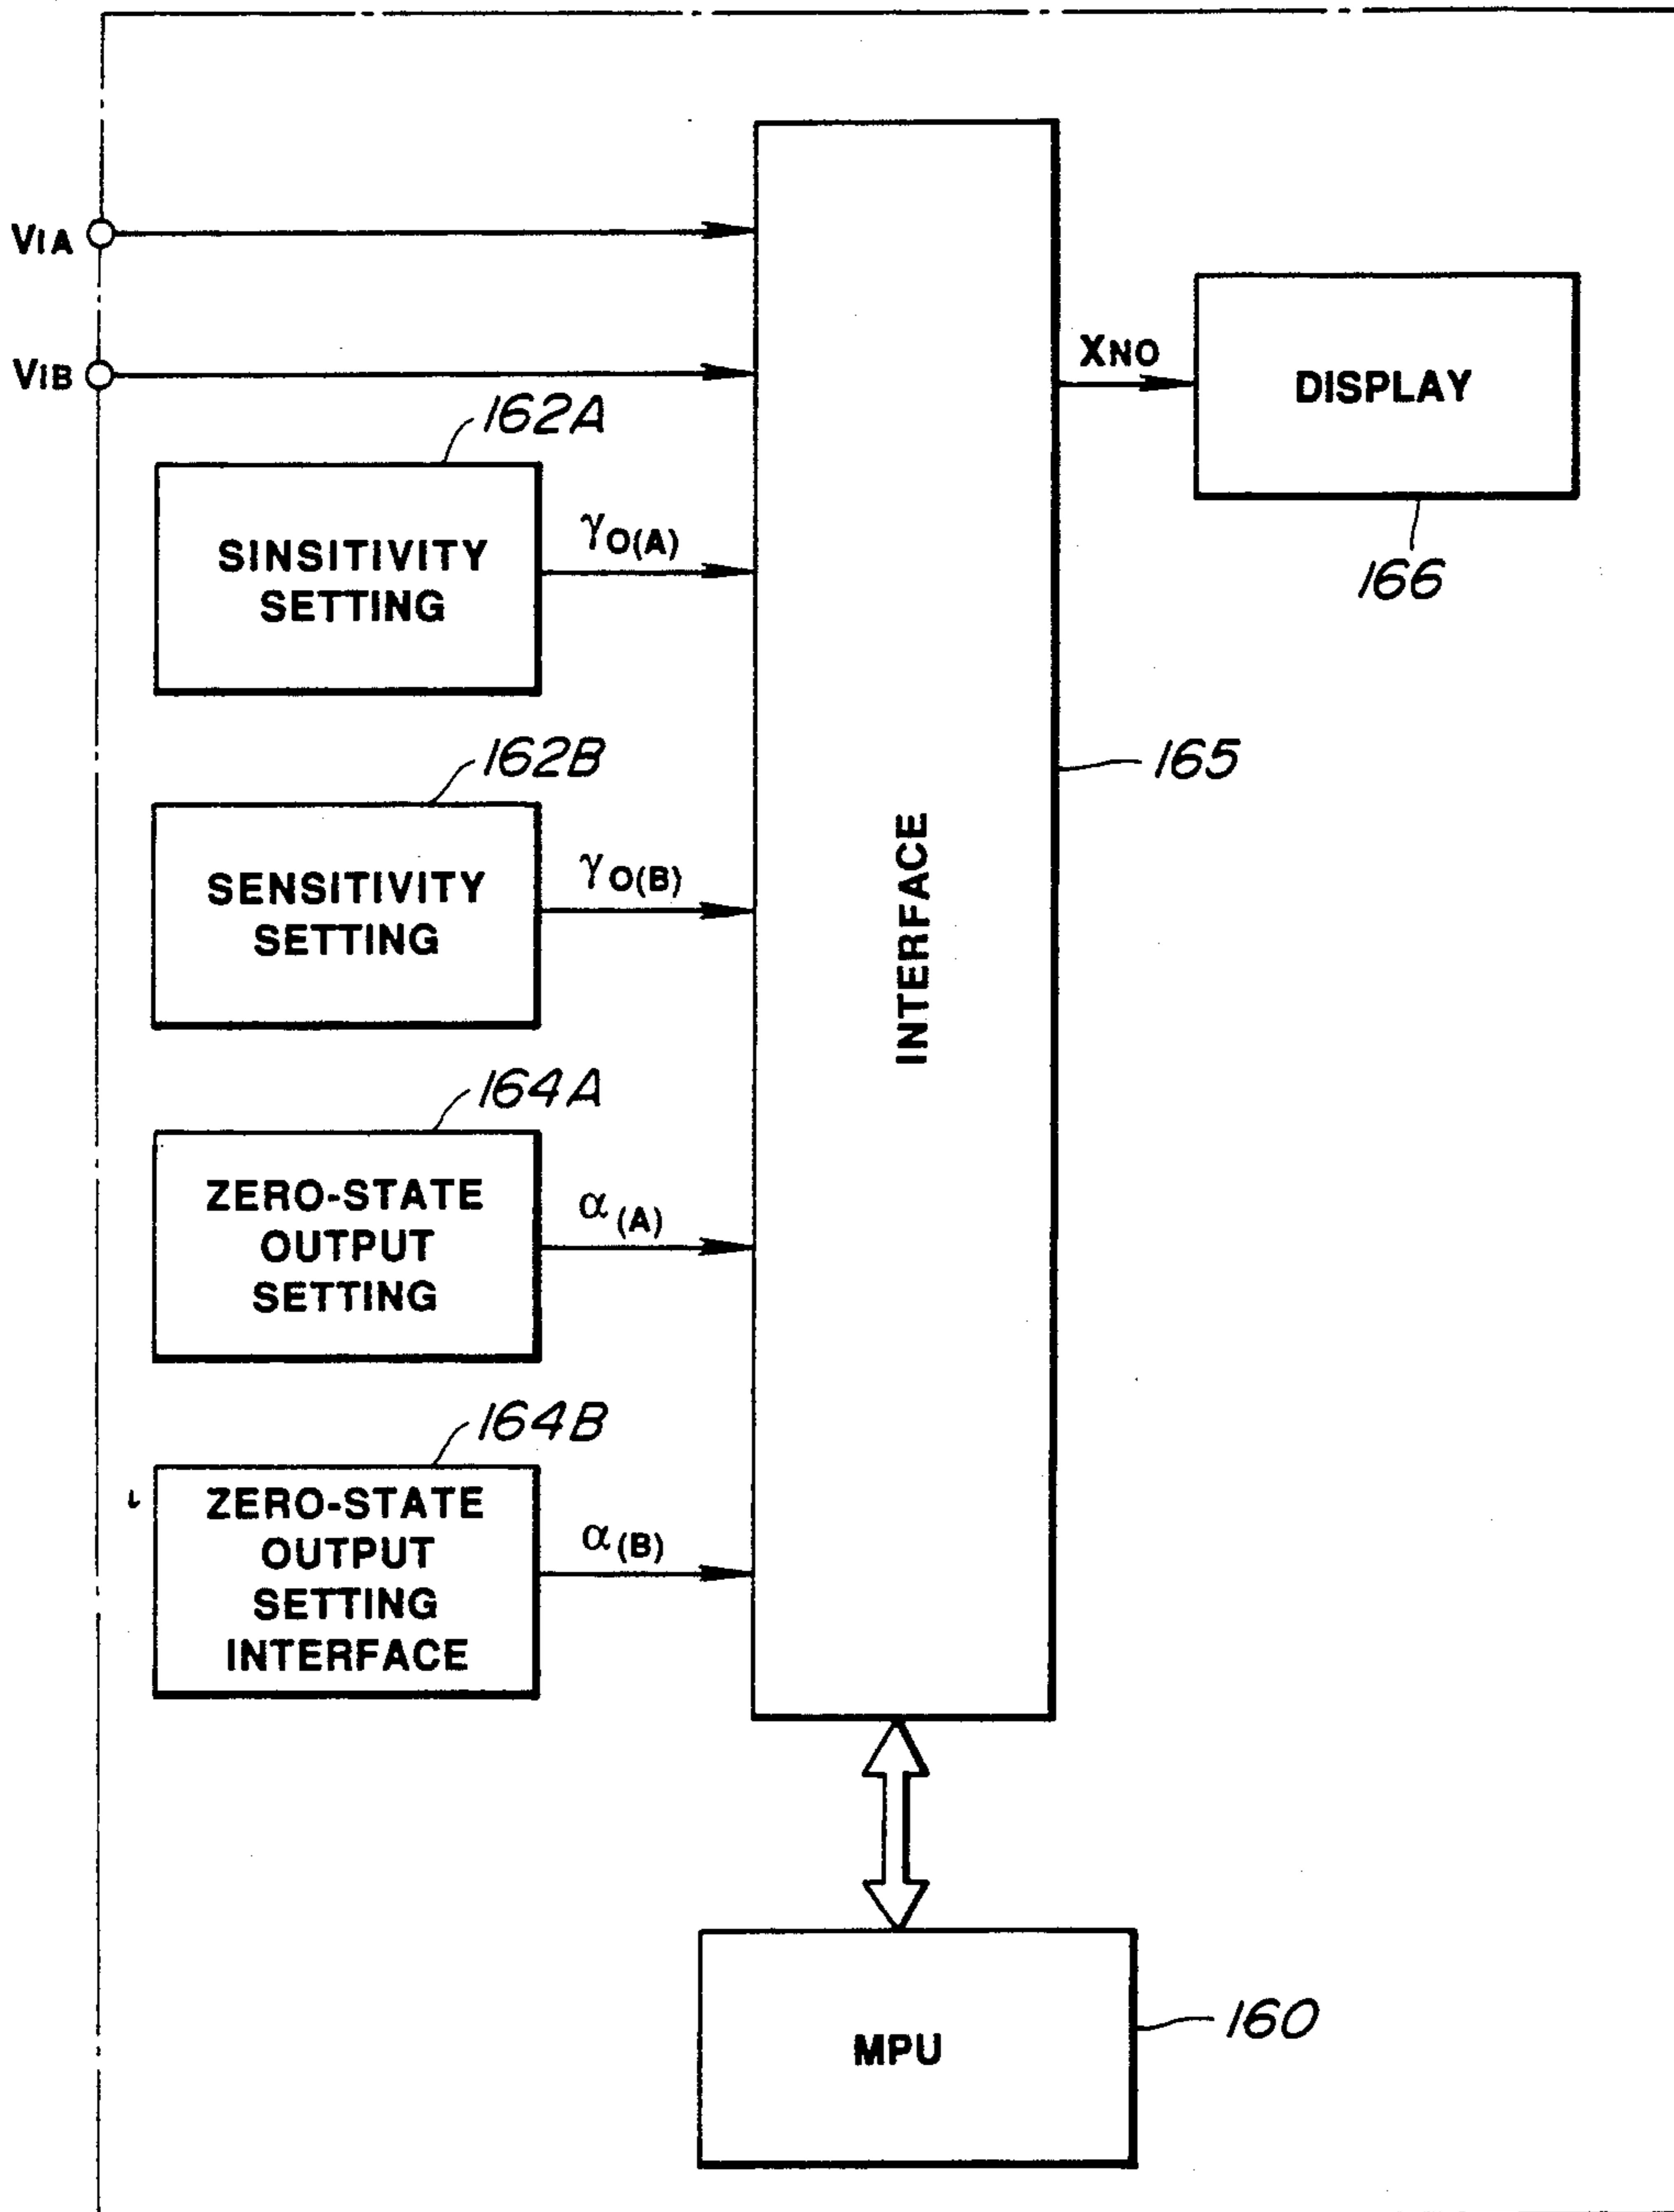 VIA
VIB
162A
SINSITIVITY
SETTING
γO(A)
XNO
DISPLAY
166
162B
SENSITIVITY
SETTING
γO(B)
165
INTERFACE
164A
ZERO-STATE
OUTPUT
SETTING
α(A)
164B
ZERO-STATE
OUTPUT
SETTING
INTERFACE
α(B)
MPU
160